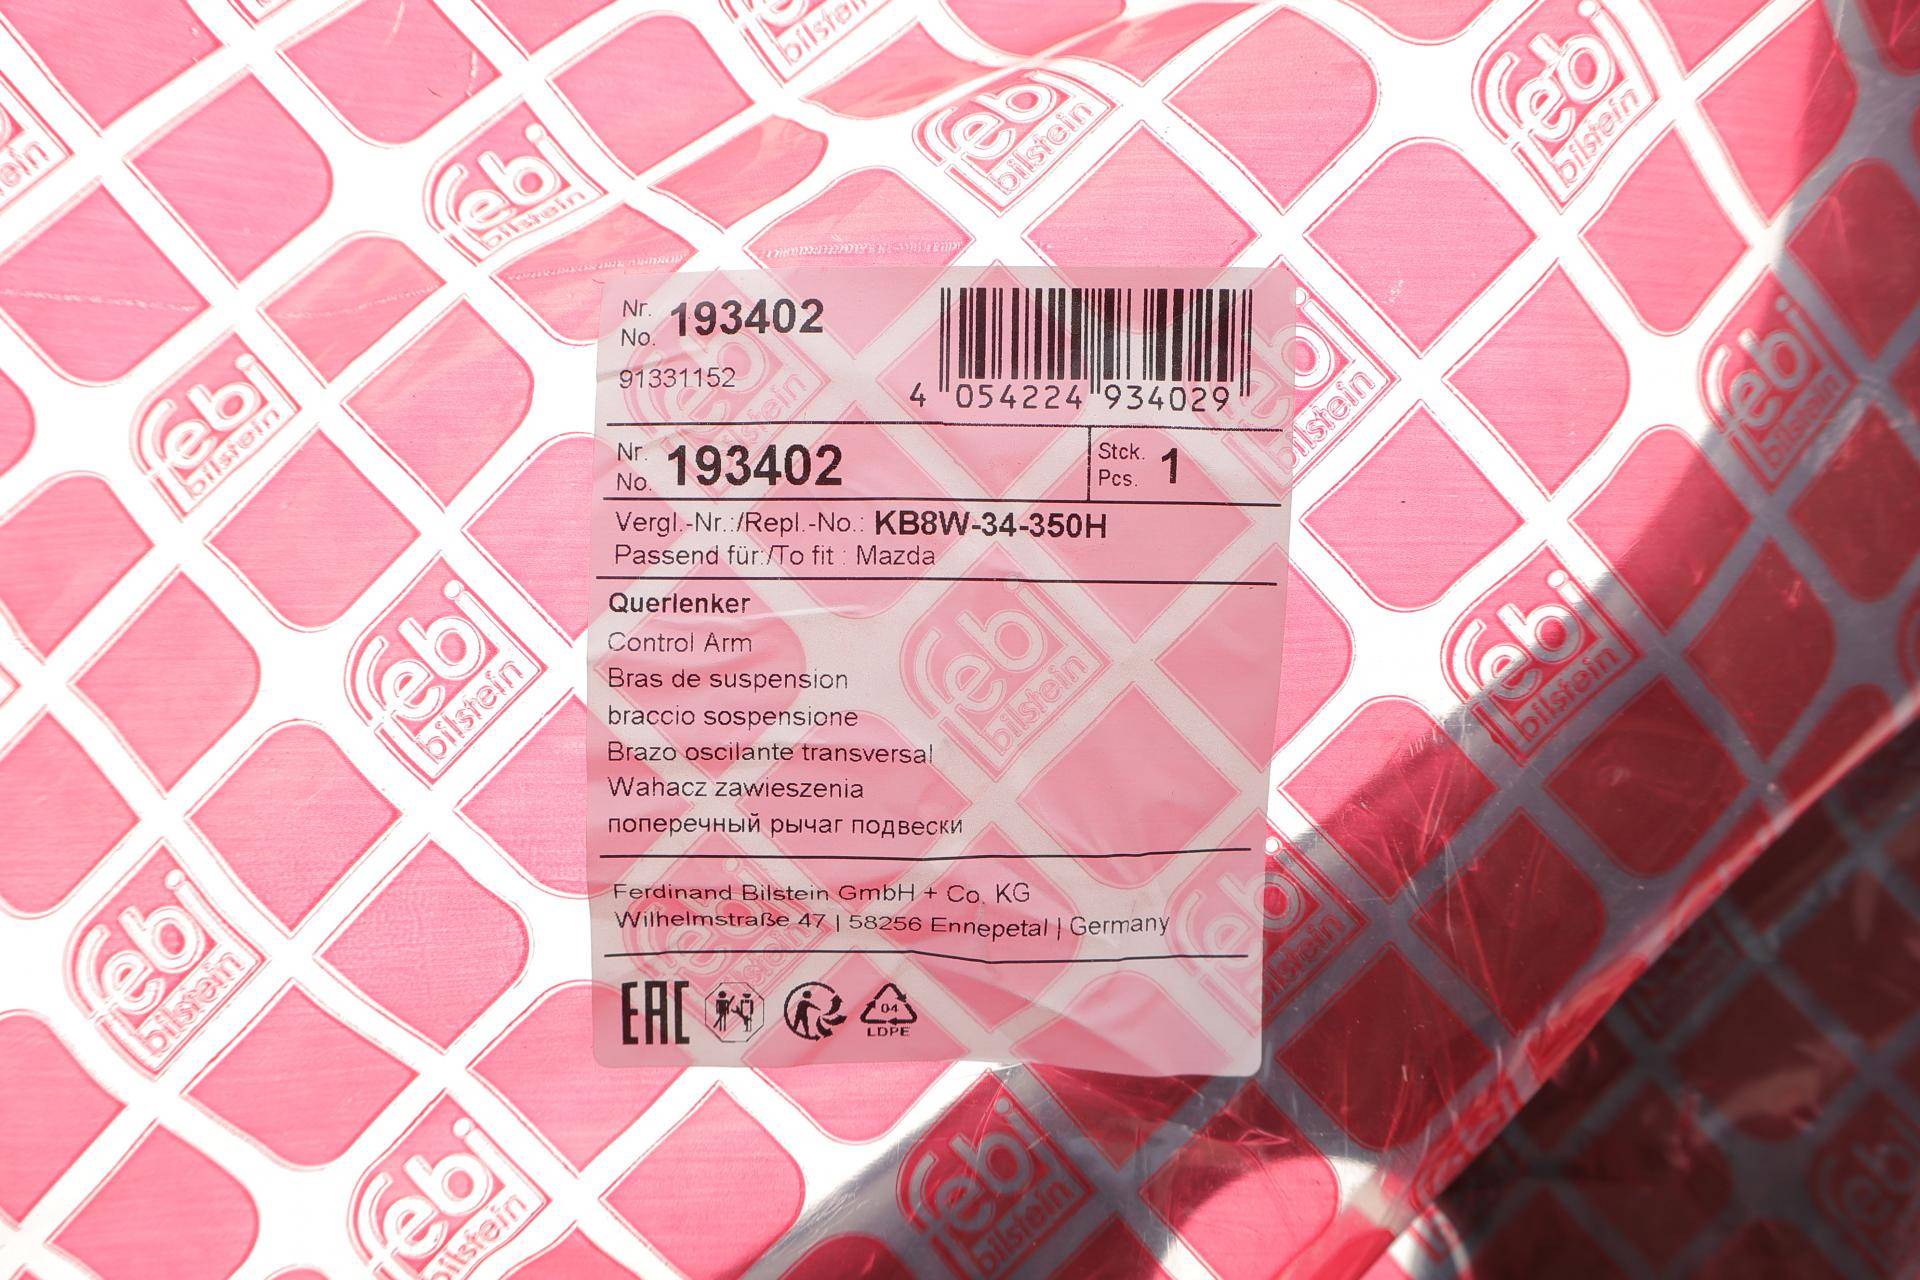 Nr.
No. 193402
91331152
4 054224 934029
Nr.
No. 193402
Stck.
Pcs. 1
Vergl.-Nr.:/Repl.-No.: KB8W-34-350H
Passend für:/To fit : Mazda
Querlenker
Control Arm
Bras de suspension
braccio sospensione
Brazo oscilante transversal
Wahacz zawieszenia
поперечный рычаг подвески
Ferdinand Bilstein GmbH + Co. KG
Wilhelmstraße 47 | 58256 Ennepetal | Germany
EAC
04
LDPE
febi
bilstein